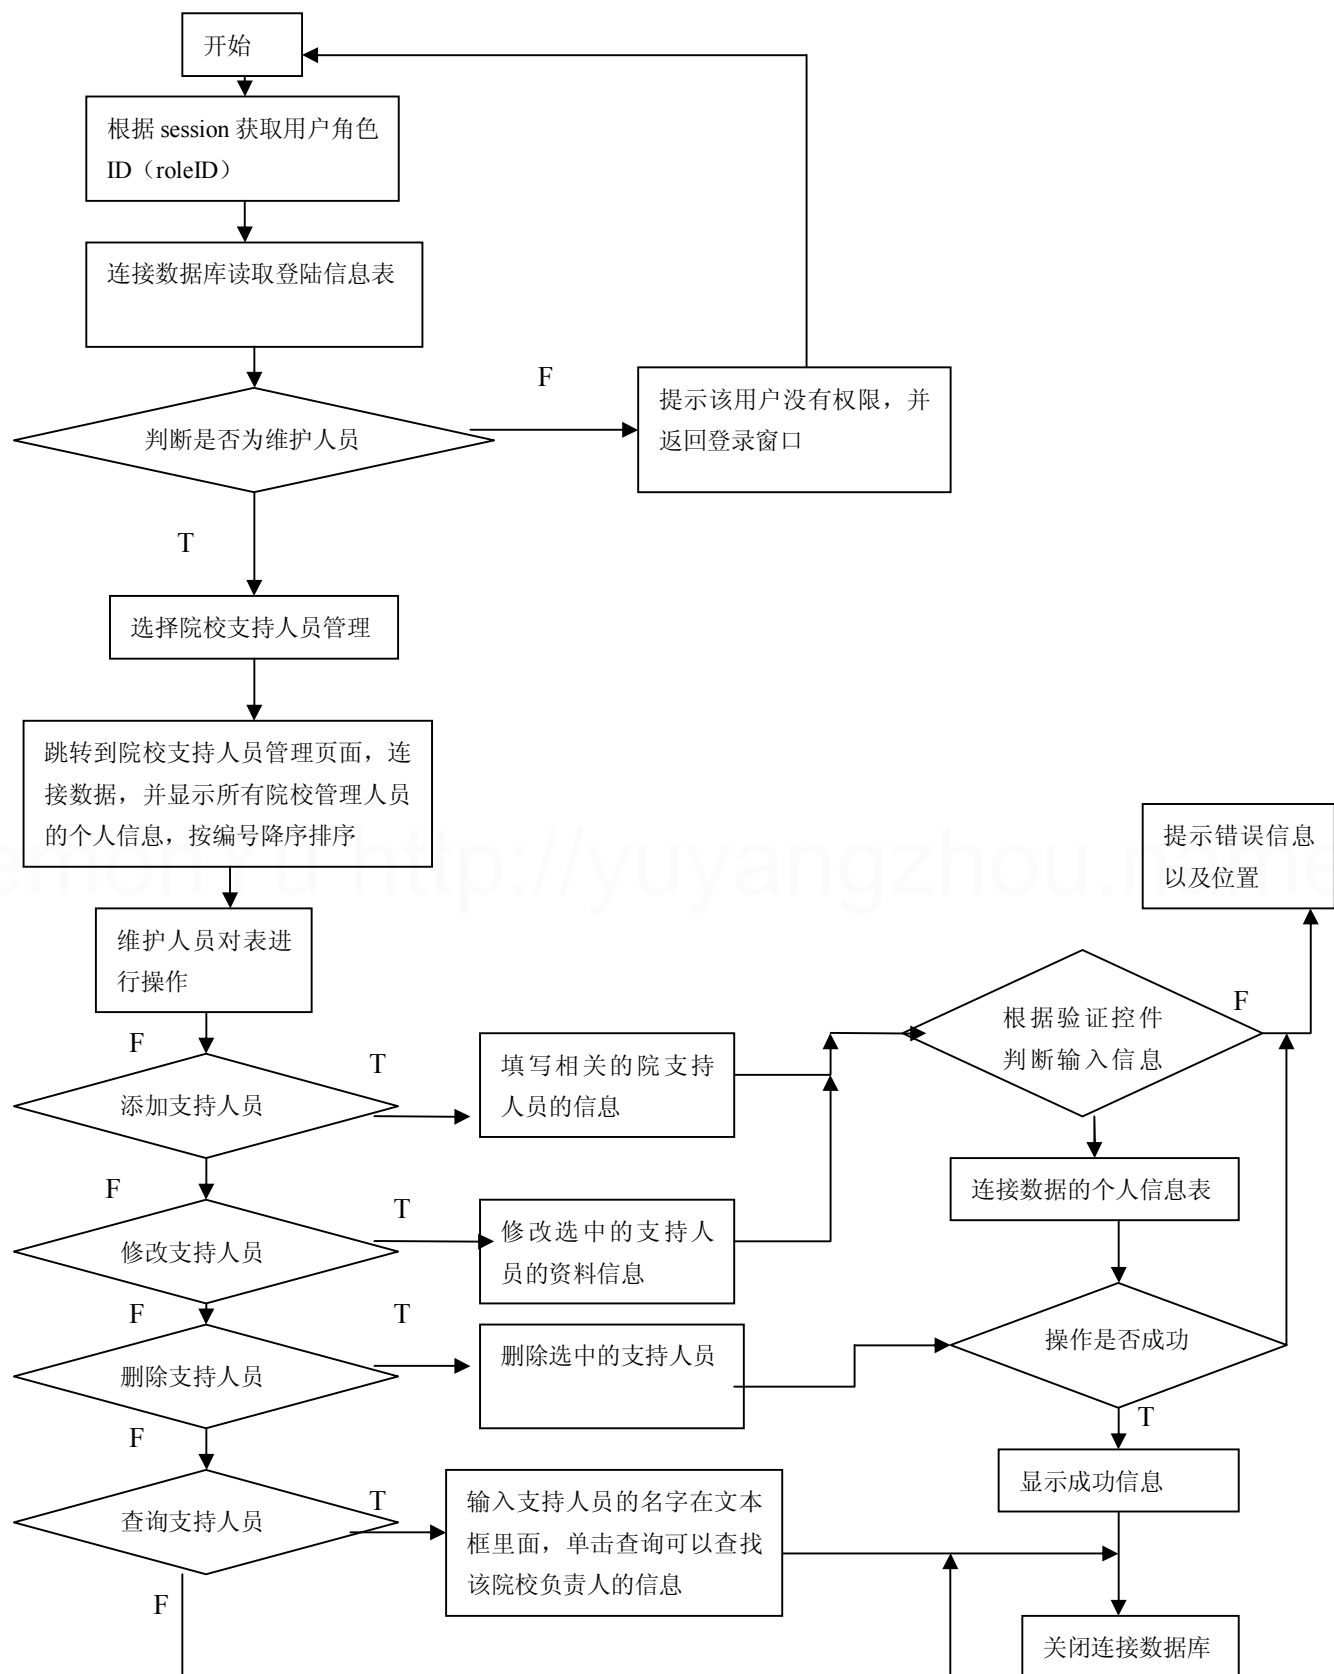 开始
根据 session 获取用户角色
ID（roleID）
连接数据库读取登陆信息表
F
提示该用户没有权限，并
返回登录窗口
判断是否为维护人员
T
选择院校支持人员管理
跳转到院校支持人员管理页面，连
接数据，并显示所有院校管理人员
的个人信息，按编号降序排序
提示错误信息
以及位置
http://yuyangzhou.name
维护人员对表进
行操作
F
根据验证控件
判断输入信息
F
T
填写相关的院支持
人员的信息
添加支持人员
连接数据的个人信息表
F
T
修改选中的支持人
员的资料信息
修改支持人员
F
T
操作是否成功
删除选中的支持人员
删除支持人员
T
F
显示成功信息
T
输入支持人员的名字在文本
框里面，单击查询可以查找
该院校负责人的信息
查询支持人员
F
关闭连接数据库